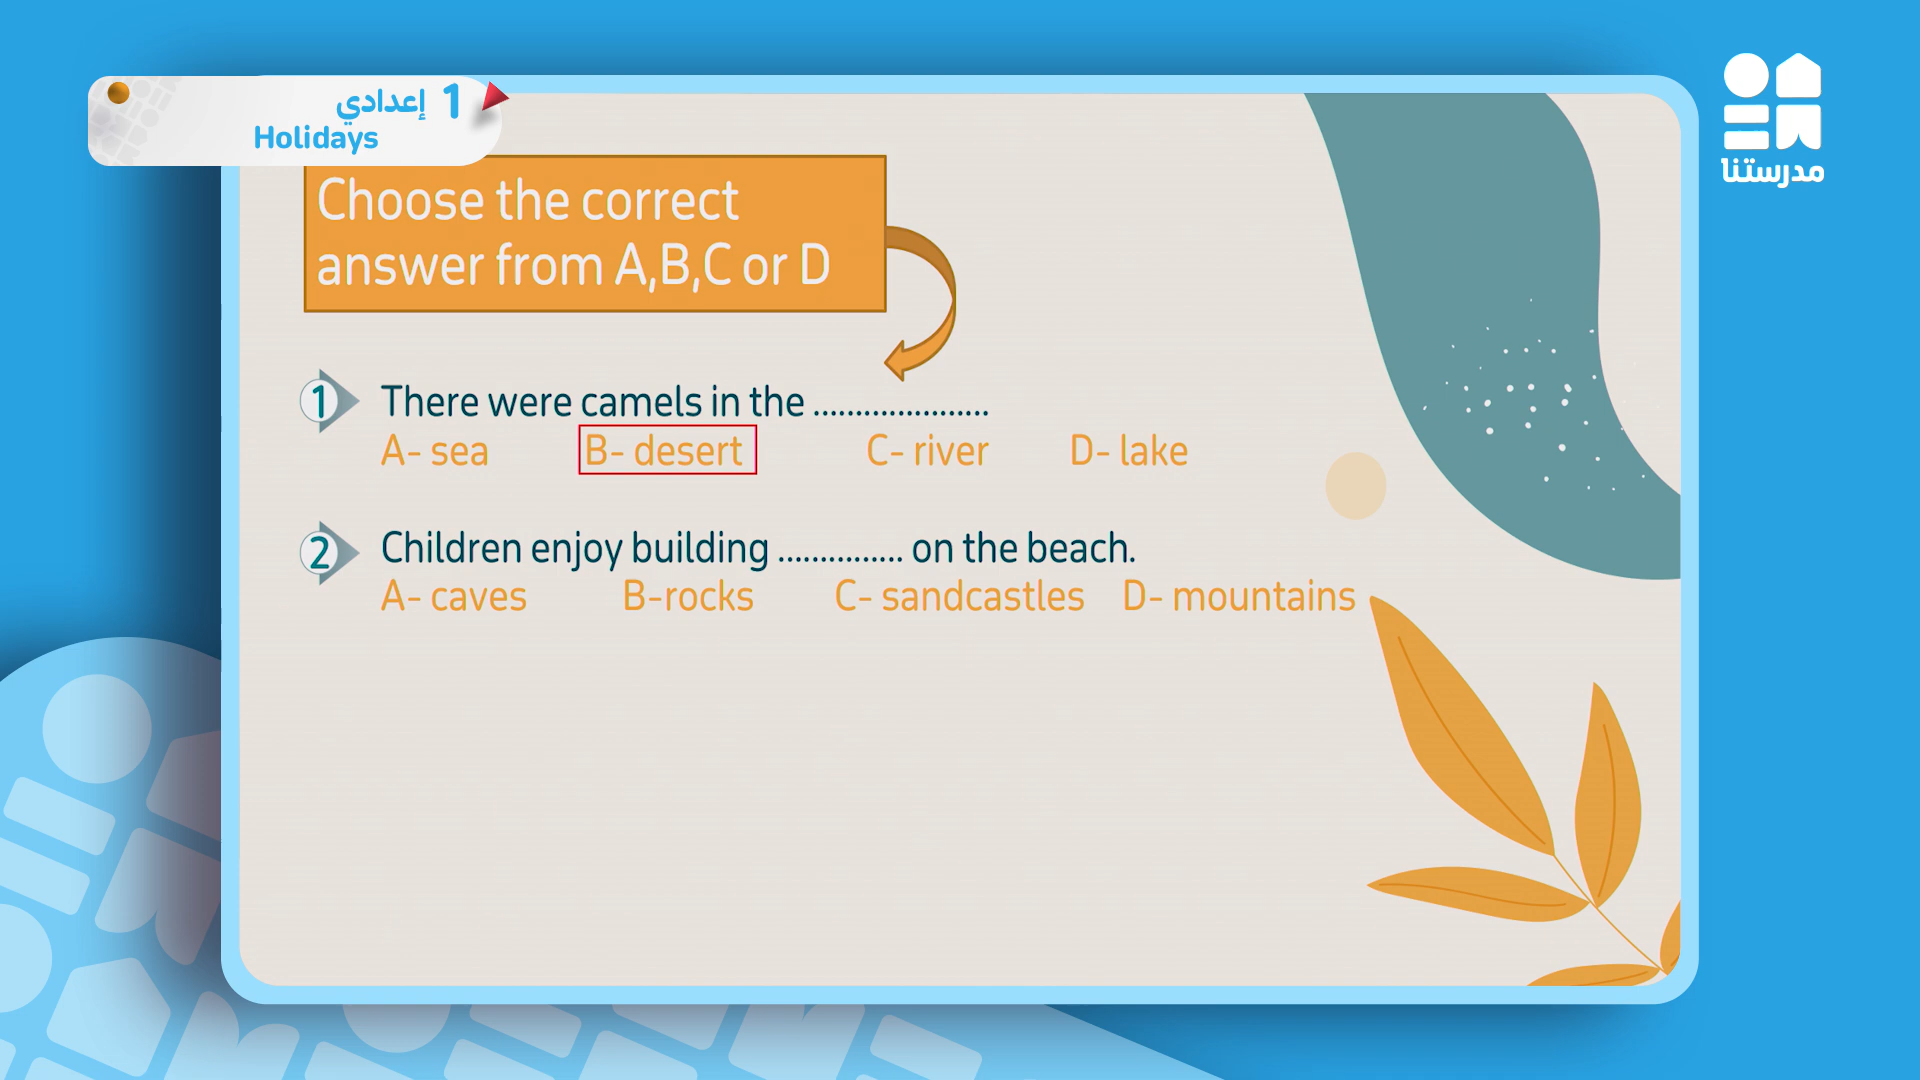 1 إعدادي
Holidays
مدرستنا
Choose the correct
answer from A,B,C or D
1 There were camels in the .....................
A- sea B- desert C- river D- lake
2 Children enjoy building ............... on the beach.
A- caves B-rocks C- sandcastles D- mountains